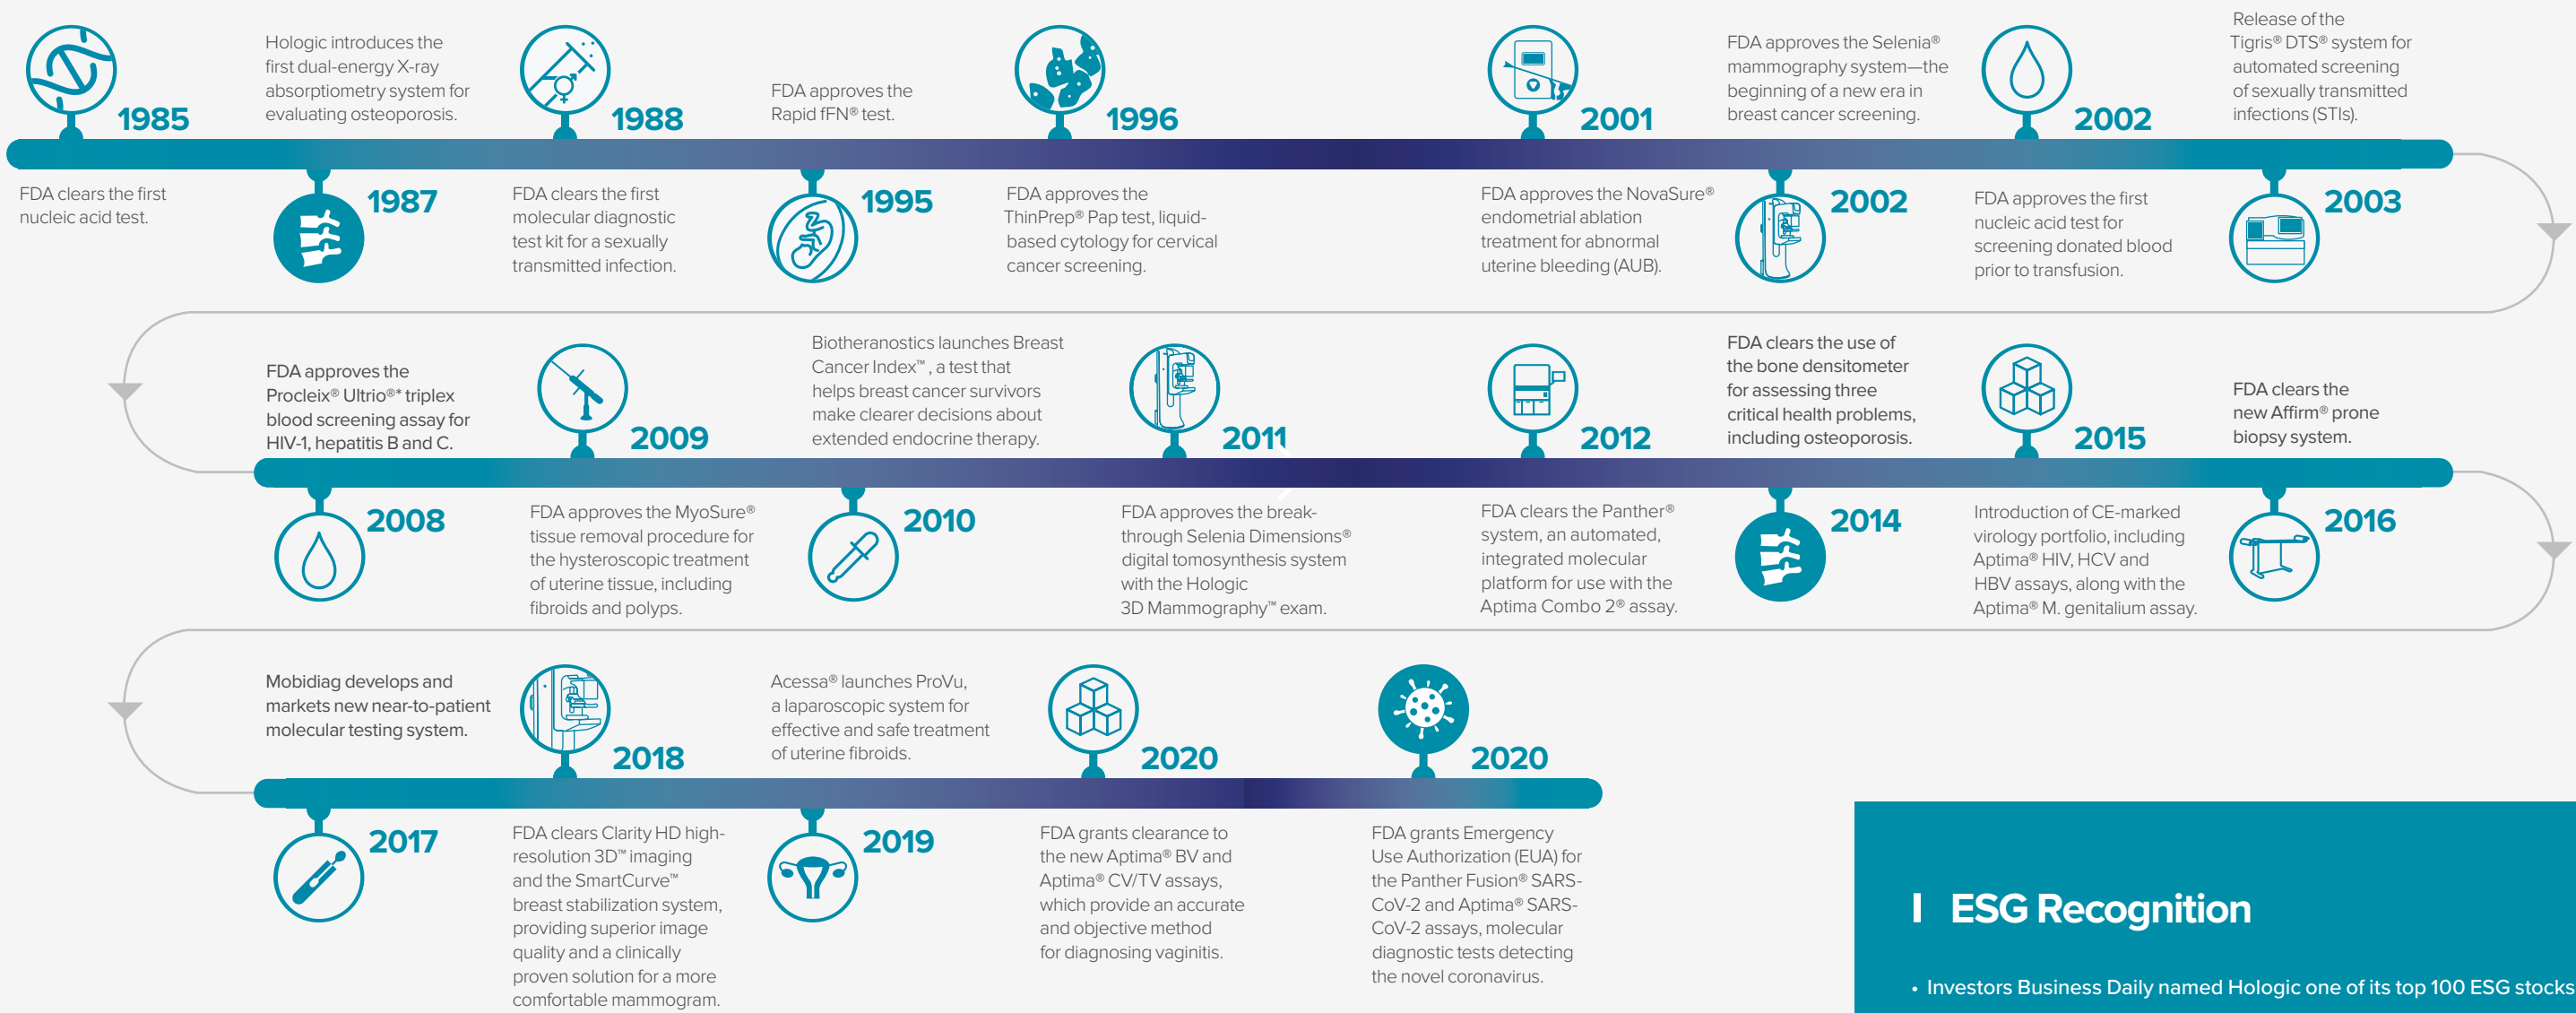 1985
FDA clears the first
nucleic acid test.
Hologic introduces the
first dual-energy X-ray
absorptiometry system for
evaluating osteoporosis.
1987
1988
FDA clears the first
molecular diagnostic
test kit for a sexually
transmitted infection.
FDA approves the
Rapid fFN® test.
1995
1996
FDA approves the
ThinPrep® Pap test, liquid-
based cytology for cervical
cancer screening.
2001
FDA approves the NovaSure®
endometrial ablation
treatment for abnormal
uterine bleeding (AUB).
FDA approves the Selenia®
mammography system—the
beginning of a new era in
breast cancer screening.
2002
2002
FDA approves the first
nucleic acid test for
screening donated blood
prior to transfusion.
Release of the
Tigris® DTS® system for
automated screening
of sexually transmitted
infections (STIs).
2003
FDA approves the
Procleix® Ultrio®* triplex
blood screening assay for
HIV-1, hepatitis B and C.
2008
2009
FDA approves the MyoSure®
tissue removal procedure for
the hysteroscopic treatment
of uterine tissue, including
fibroids and polyps.
Biotheranostics launches Breast
Cancer Index™ , a test that
helps breast cancer survivors
make clearer decisions about
extended endocrine therapy.
2010
2011
FDA approves the break-
through Selenia Dimensions®
digital tomosynthesis system
with the Hologic
3D Mammography™ exam.
2012
FDA clears the Panther®
system, an automated,
integrated molecular
platform for use with the
Aptima Combo 2® assay.
FDA clears the use of
the bone densitometer
for assessing three
critical health problems,
including osteoporosis.
2014
2015
Introduction of CE-marked
virology portfolio, including
Aptima® HIV, HCV and
HBV assays, along with the
Aptima® M. genitalium assay.
FDA clears the
new Affirm® prone
biopsy system.
2016
Mobidiag develops and
markets new near-to-patient
molecular testing system.
2017
2018
FDA clears Clarity HD high-
resolution 3D™ imaging
and the SmartCurve™
breast stabilization system,
providing superior image
quality and a clinically
proven solution for a more
comfortable mammogram.
Acessa® launches ProVu,
a laparoscopic system for
effective and safe treatment
of uterine fibroids.
2019
2020
FDA grants clearance to
the new Aptima® BV and
Aptima® CV/TV assays,
which provide an accurate
and objective method
for diagnosing vaginitis.
2020
FDA grants Emergency
Use Authorization (EUA) for
the Panther Fusion® SARS-
CoV-2 and Aptima® SARS-
CoV-2 assays, molecular
diagnostic tests detecting
the novel coronavirus.
ESG Recognition
• Investors Business Daily named Hologic one of its top 100 ESG stocks